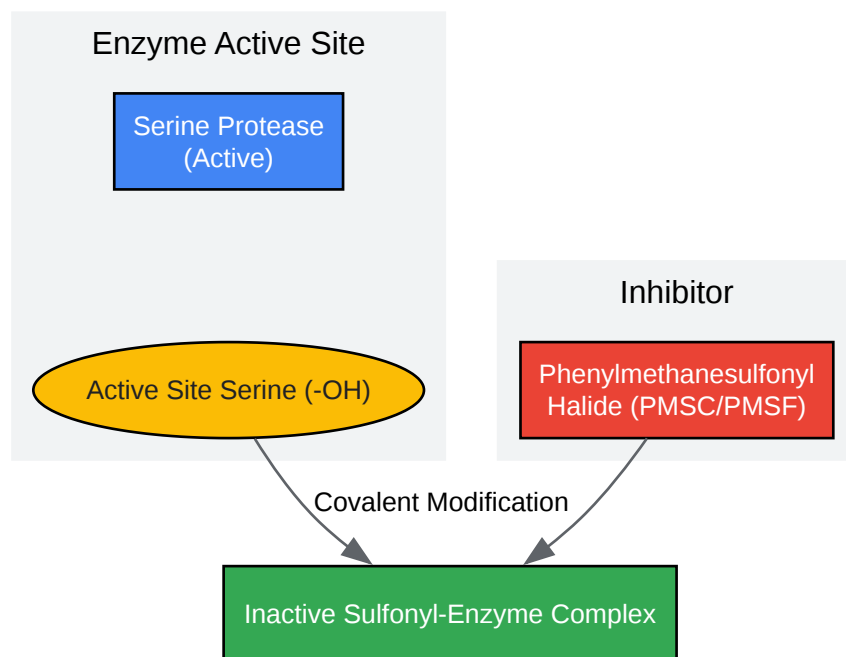 Enzyme Active Site
Serine Protease
(Active)
Inhibitor
Active Site Serine (-OH)
Phenylmethanesulfonyl
Halide (PMSC/PMSF)
Covalent Modification
Inactive Sulfonyl-Enzyme Complex